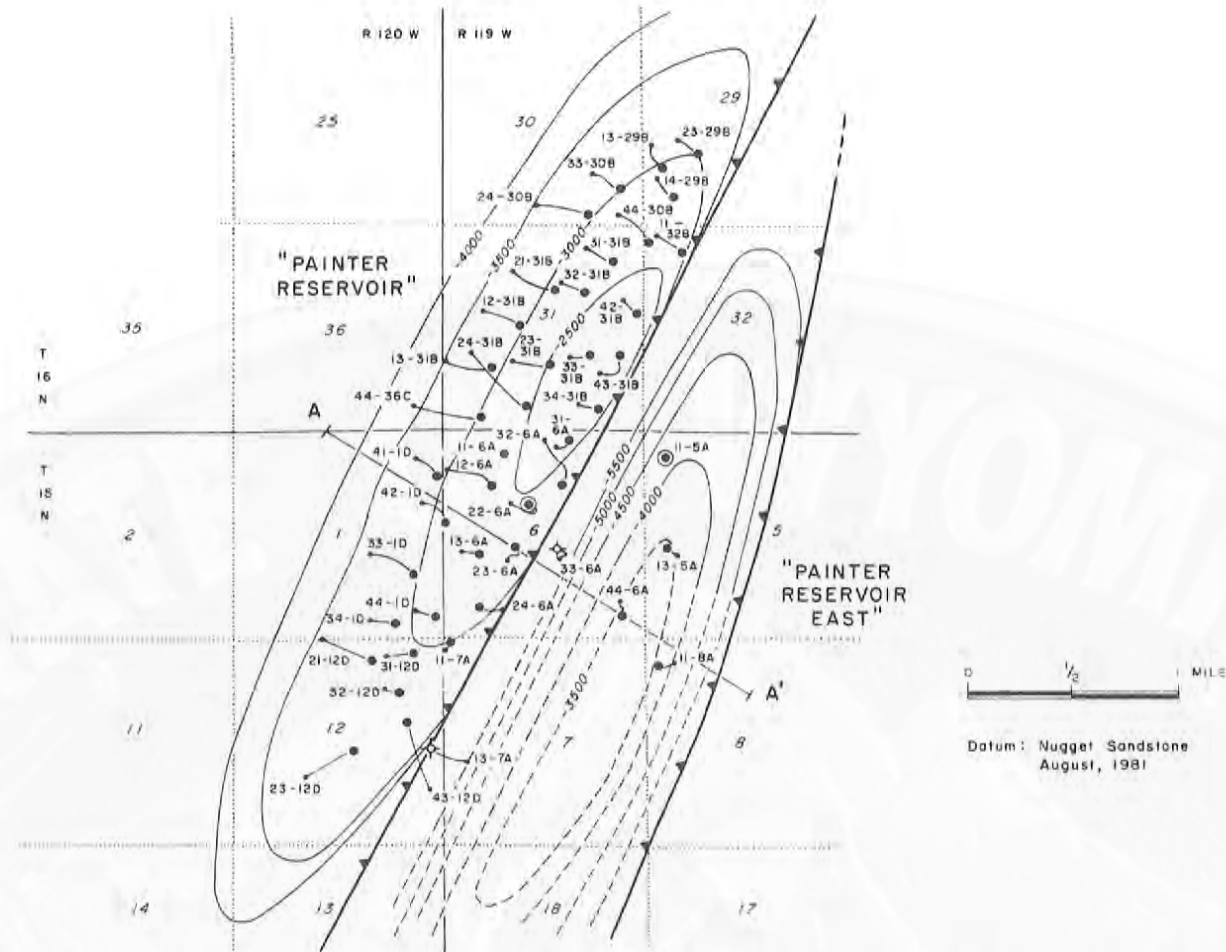 R 120 W R 119 W
25
30
29
23-29B
13-29B
33-30B
14-29B
24-30B
44-30B
11-
32B
-4000
-3500
-3000
31-31B
"PAINTER
RESERVOIR"
21-31B
32-31B
12-31B
31
42-
31B
32
35
36
-2500
23-
31B
24-31B
13-31B
33-
31B
43-31B
T
16
N
44-36C
34-31B
A
31-
6A
32-6A
11-6A
-5500
11-5A
41-1D
12-6A
-5000
-4500
-4000
T
15
N
42-1D
22-6A
2
1
6
5
33-1D
13-6A
23-6A
33-6A
13-5A
"PAINTER
RESERVOIR
EAST"
44-6A
44-1D
24-6A
34-1D
21-12D
31-12D
11-7A
11-8A
0 1/2 1 MILE
32-12D
-3500
A'
11
12
7
8
Datum: Nugget Sandstone
August, 1981
13-7A
23-12D
43-12D
14
13
18
17